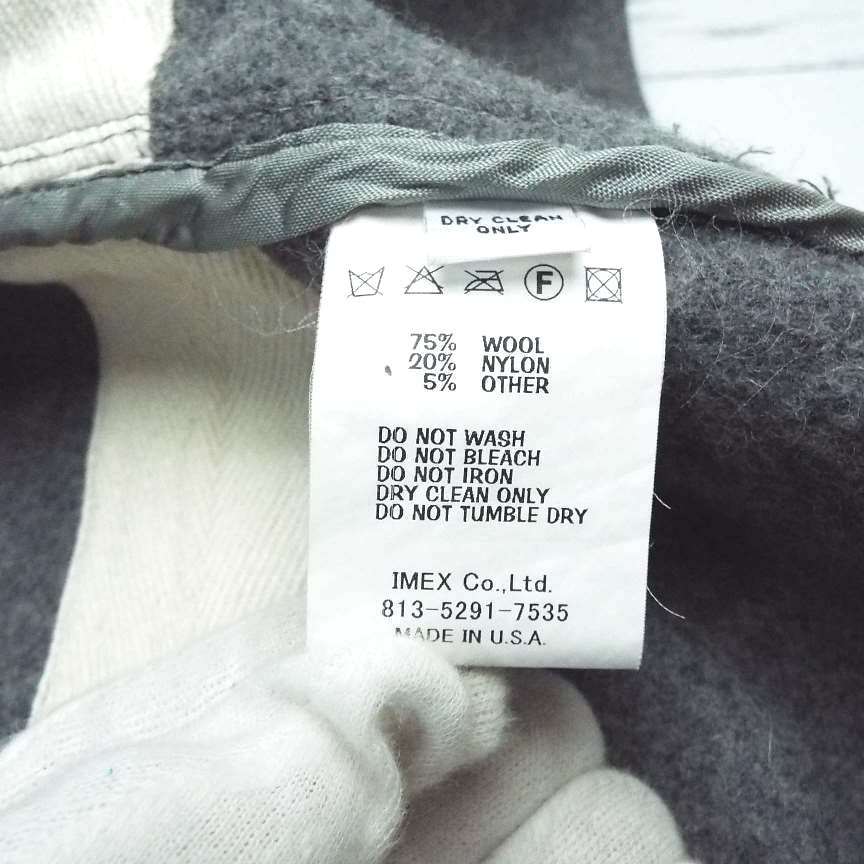 DRY CLEAN
ONLY
F
75% WOOL
20% NYLON
5% OTHER
DO NOT WASH
DO NOT BLEACH
DO NOT IRON
DRY CLEAN ONLY
DO NOT TUMBLE DRY
IMEX Co.,Ltd.
813-5291-7535
MADE IN U.S.A.